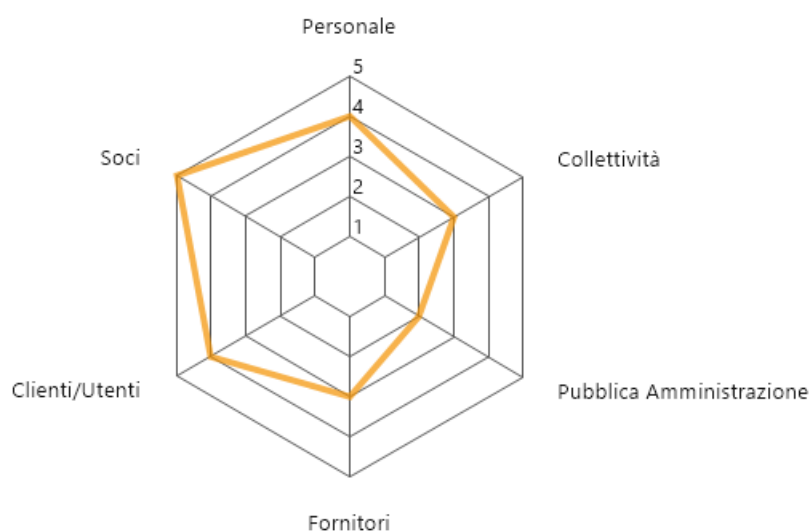 Personale
5
4
3
2
1
Soci
Collettività
Clienti/Utenti
Pubblica Amministrazione
Fornitori